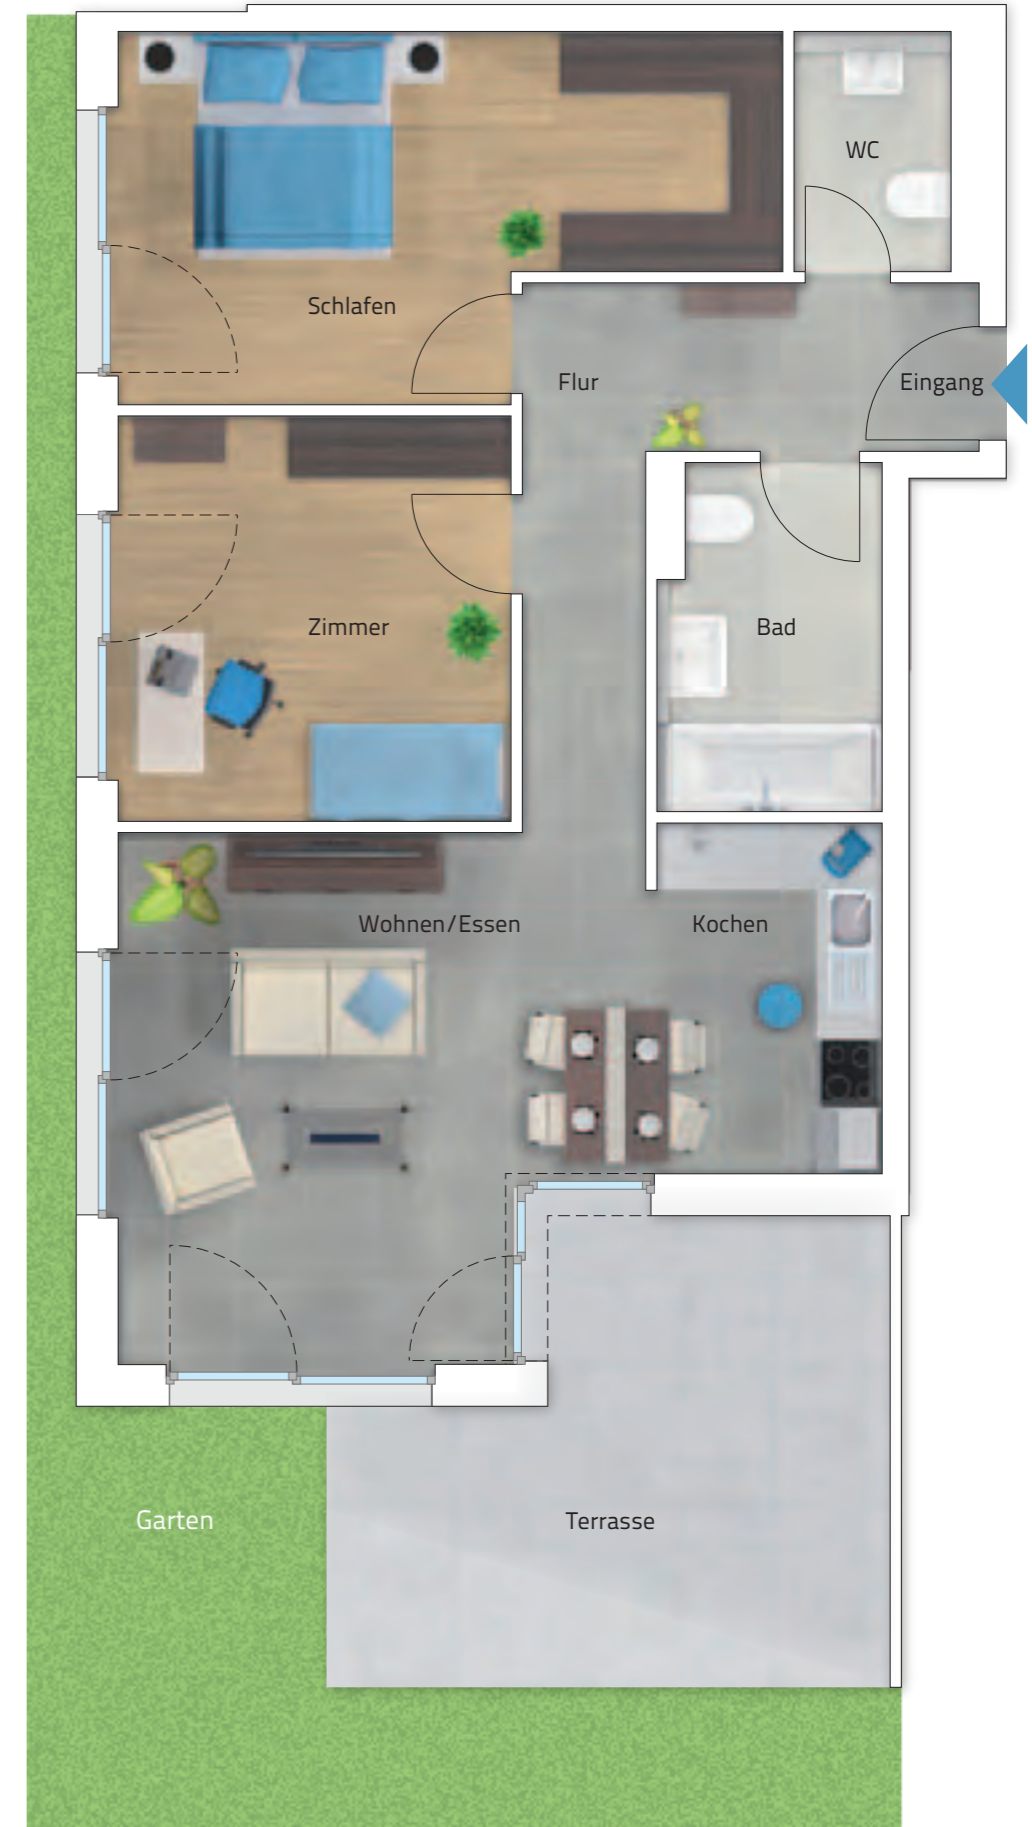 WC
Schlafen
Flur
Eingang
Zimmer
Bad
Wohnen/Essen
Kochen
Garten
Terrasse